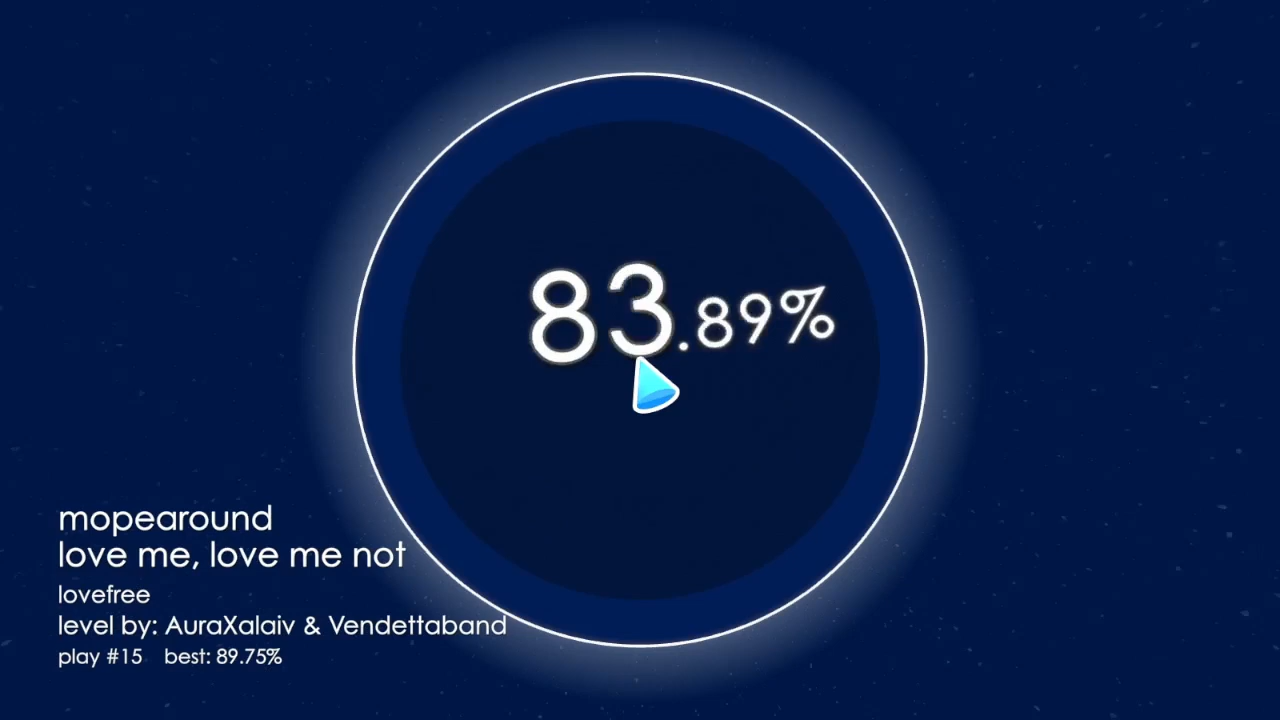 83.89%
mopearound
love me, love me not
lovefree
level by: AuraXalaiv & Vendettaband
play #15 best: 89.75%